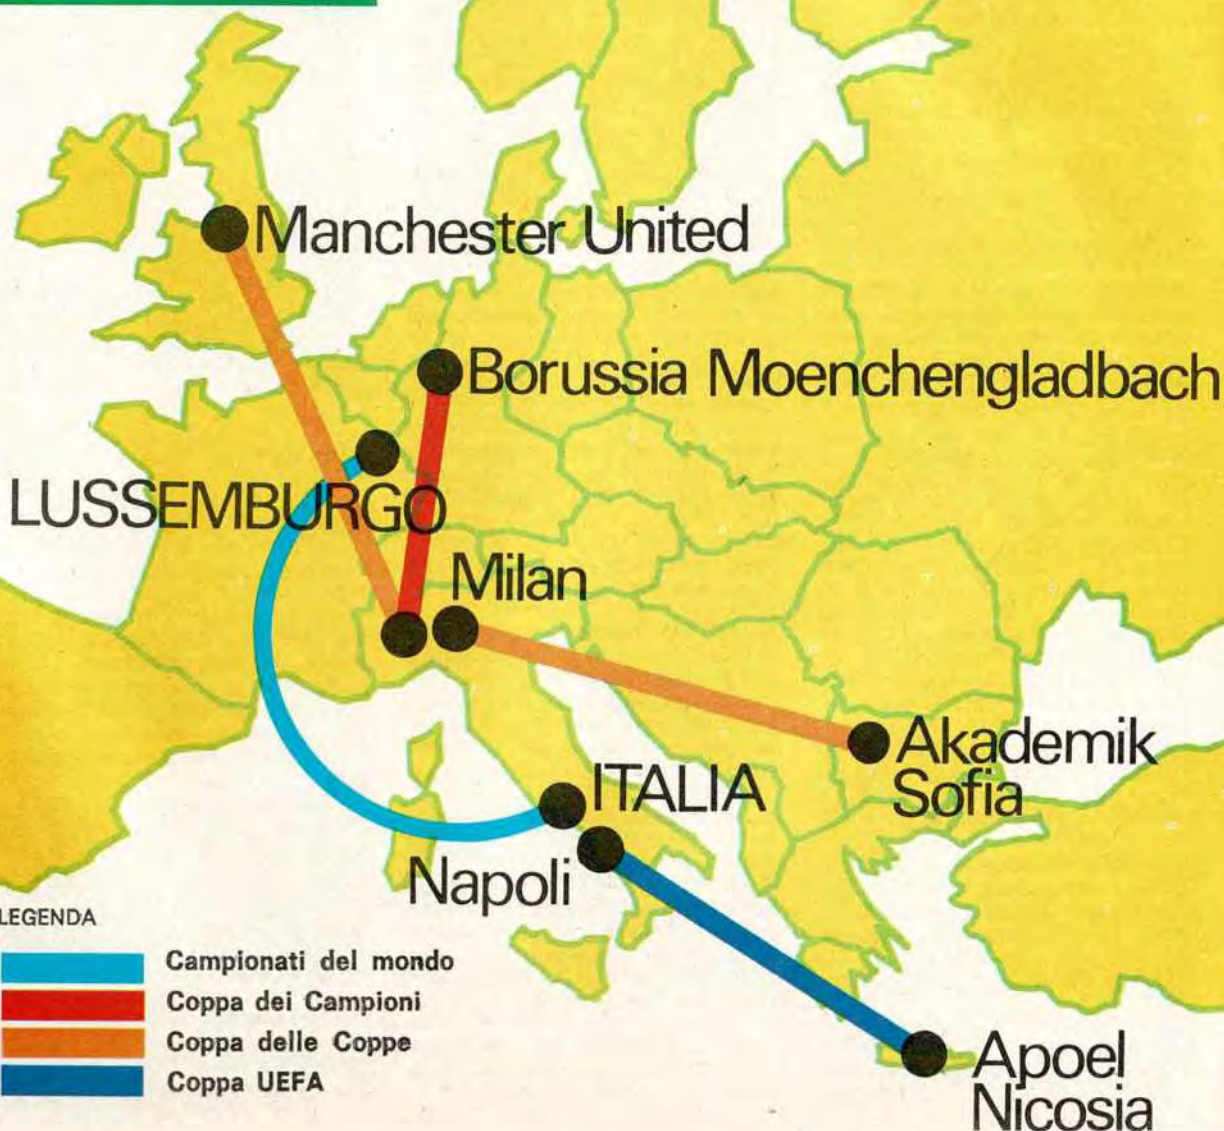 Manchester United
Borussia Moenchengladbach
LUSSEMBURGO
Milan
Akademik
Sofia
ITALIA
Napoli
Apoel
Nicosia
LEGENDA
Campionati del mondo
Coppa dei Campioni
Coppa delle Coppe
Coppa UEFA